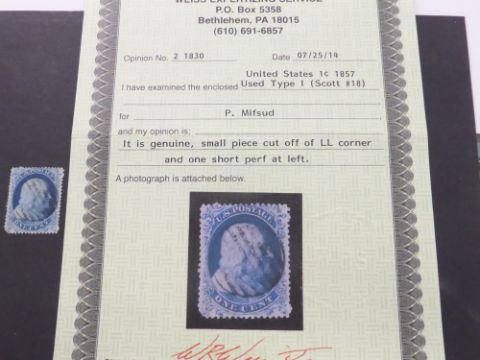 WEISS EXPERTIZING SERVICE
P.O. Box 5358
Bethlehem, PA 18015
(610) 691-6857
Opinion No. 2 1830 Date 07/25/14
United States 1¢ 1857
I have examined the enclosed Used Type I (Scott #18)
for P. Mifsud
and my opinion is;
It is genuine, small piece cut off of LL corner
and one short perf at left.
A photograph is attached below.
U.S. POSTAGE
ONE CENT
ONE CENT